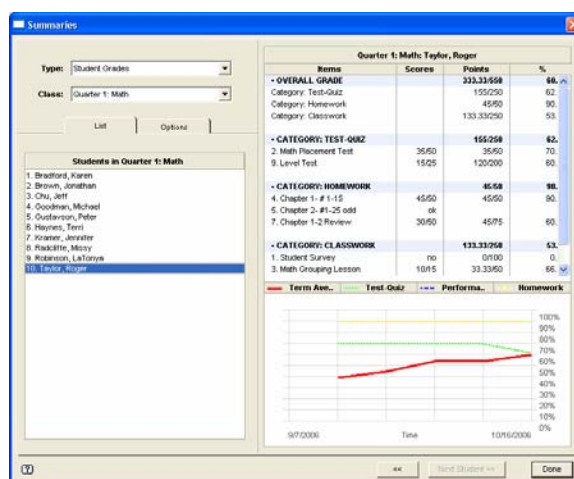 Summaries
Type: Student Grades
Class: Quarter 1: Math
List Options
Students in Quarter 1: Math
1. Bradford, Karen
2. Brown, Jonathan
3. Chu, Jeff
4. Goodman, Michael
5. Gustavson, Peter
6. Haynes, Terri
7. Kramer, Jennifer
8. Radcliffe, Missy
9. Robinson, LaTonya
10. Taylor, Roger
Quarter 1: Math: Taylor, Roger
Items Scores Points %
- OVERALL GRADE 333.33/550 60.
Category: Test-Quiz 155/250 62.
Category: Homework 45/50 90.
Category: Classwork 133.33/250 53.
- CATEGORY: TEST-QUIZ 155/250 62.
2. Math Placement Test 35/50 35/50 70.
9. Level Test 15/25 120/200 60.
- CATEGORY: HOMEWORK 45/50 90.
4. Chapter 1- # 1-15 45/50 45/50 90.
5. Chapter 2- #1-25 odd ok
7. Chapter 1-2 Review 30/50 45/75 60.
- CATEGORY: CLASSWORK 133.33/250 53.
1. Student Survey no 0/100 0.
3. Math Grouping Lesson 10/15 33.33/50 66.
Term Ave.. Test-Quiz Performa.. Homework
100%
90%
80%
70%
60%
50%
40%
30%
20%
10%
0%
9/7/2006 Time 10/16/2006
<< Next Student >> Done